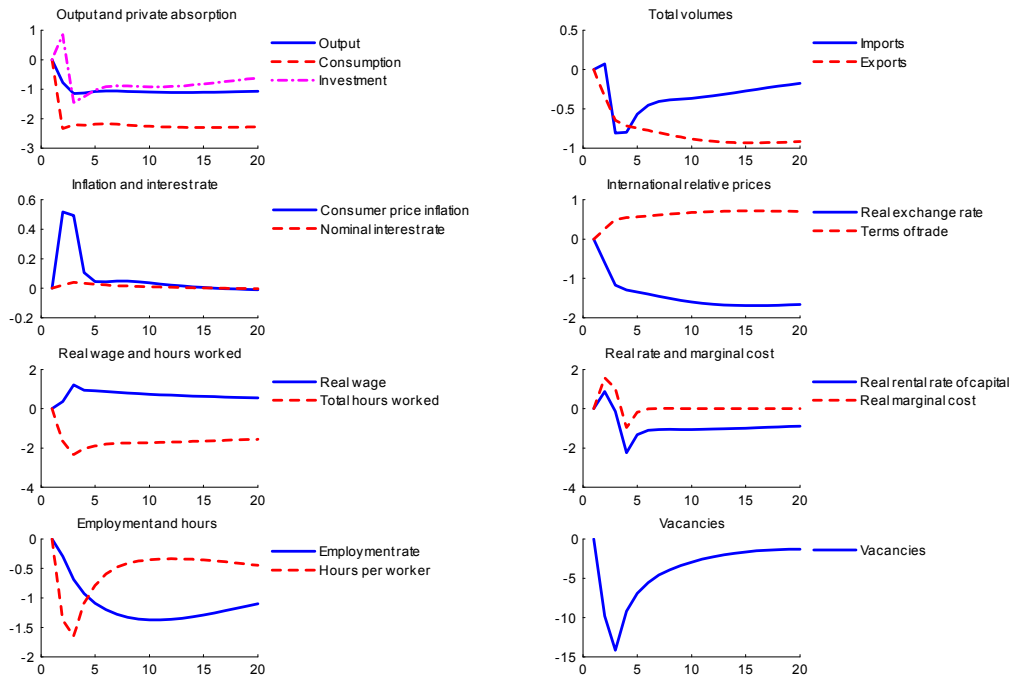 Output and private absorption
1
0
-1
-2
-3
0 5 10 15 20
Output
Consumption
Investment
Total volumes
0.5
0
-0.5
-1
0 5 10 15 20
Imports
Exports
Inflation and interest rate
0.6
0.4
0.2
0
-0.2
0 5 10 15 20
Consumer price inflation
Nominal interest rate
International relative prices
1
0
-1
-2
0 5 10 15 20
Real exchange rate
Terms of trade
Real wage and hours worked
2
0
-2
-4
0 5 10 15 20
Real wage
Total hours worked
Real rate and marginal cost
2
0
-2
-4
0 5 10 15 20
Real rental rate of capital
Real marginal cost
Employment and hours
0
-0.5
-1
-1.5
-2
0 5 10 15 20
Employment rate
Hours per worker
Vacancies
0
-5
-10
-15
0 5 10 15 20
Vacancies